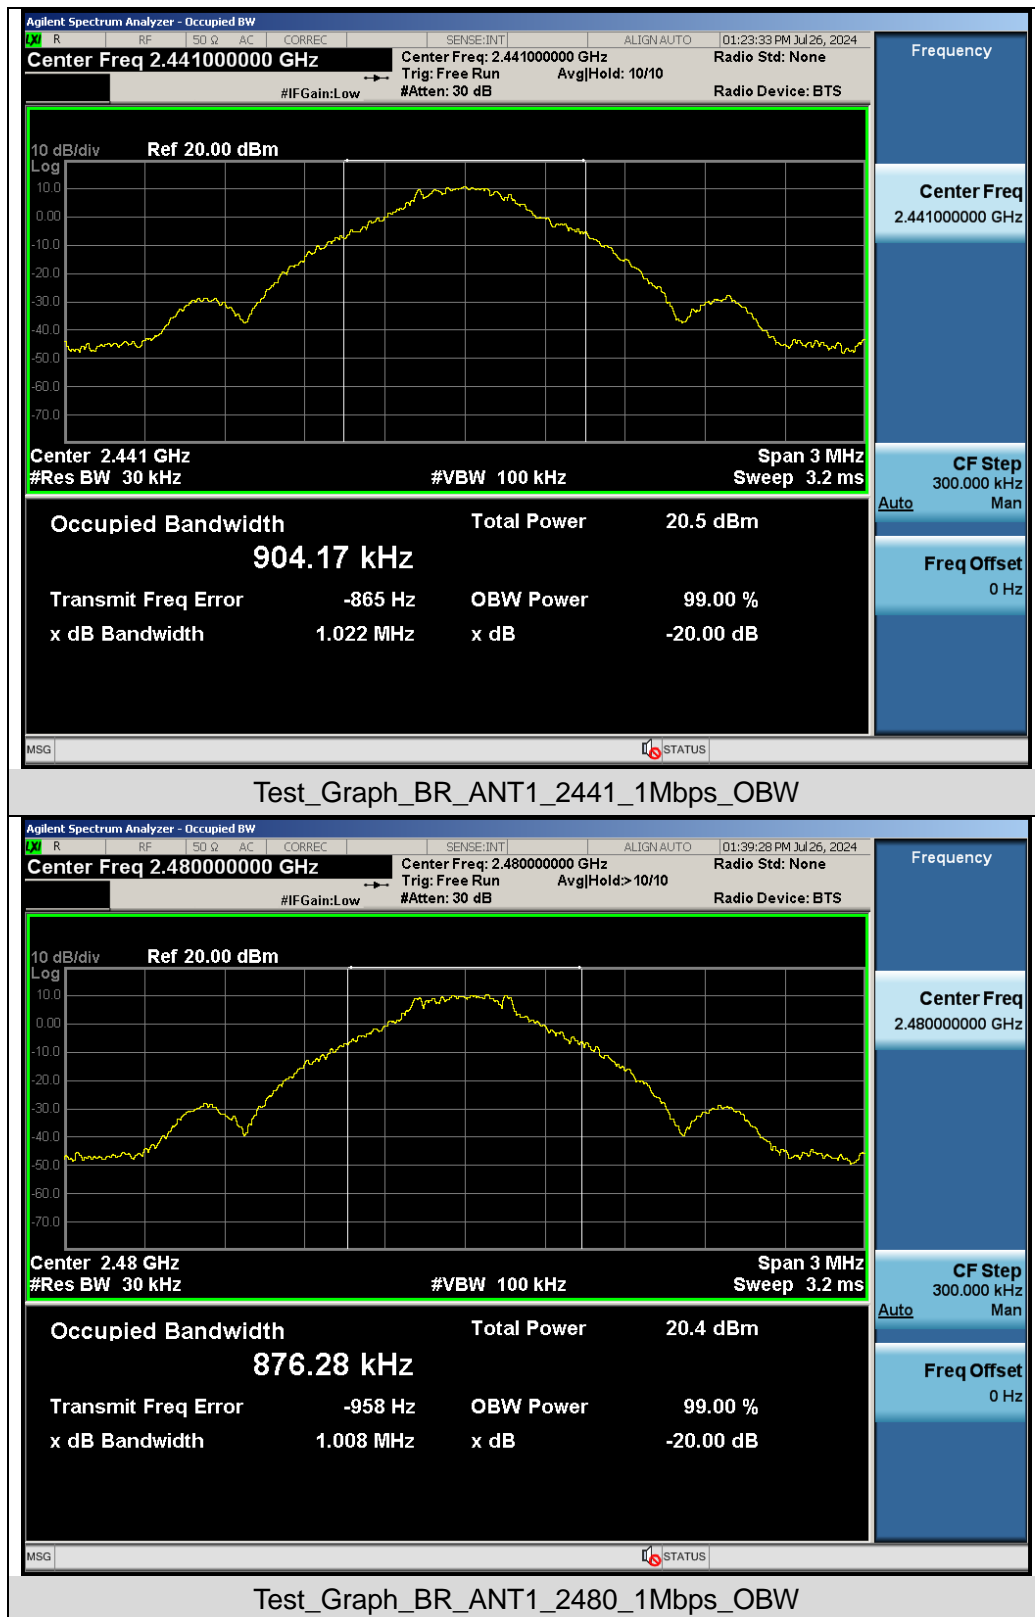 Agilent Spectrum Analyzer - Occupied BW
LXI R RF 50 Ω AC CORREC SENSE:INT ALIGN AUTO 01:23:33 PM Jul 26, 2024
Center Freq 2.441000000 GHz
Center Freq: 2.441000000 GHz
Radio Std: None
Trig: Free Run Avg|Hold: 10/10
#IFGain:Low #Atten: 30 dB Radio Device: BTS
Frequency
10 dB/div Ref 20.00 dBm
Log
10.0
0.00
-10.0
-20.0
-30.0
-40.0
-50.0
-60.0
-70.0
Center 2.441 GHz Span 3 MHz
#Res BW 30 kHz #VBW 100 kHz Sweep 3.2 ms
Center Freq
2.441000000 GHz
CF Step
300.000 kHz
Auto Man
Freq Offset
0 Hz
Occupied Bandwidth Total Power 20.5 dBm
904.17 kHz
Transmit Freq Error -865 Hz OBW Power 99.00 %
x dB Bandwidth 1.022 MHz x dB -20.00 dB
MSG STATUS
Test_Graph_BR_ANT1_2441_1Mbps_OBW
Agilent Spectrum Analyzer - Occupied BW
LXI R RF 50 Ω AC CORREC SENSE:INT ALIGN AUTO 01:39:28 PM Jul 26, 2024
Center Freq 2.480000000 GHz
Center Freq: 2.480000000 GHz
Radio Std: None
Trig: Free Run Avg|Hold:>10/10
#IFGain:Low #Atten: 30 dB Radio Device: BTS
Frequency
10 dB/div Ref 20.00 dBm
Log
10.0
0.00
-10.0
-20.0
-30.0
-40.0
-50.0
-60.0
-70.0
Center 2.48 GHz Span 3 MHz
#Res BW 30 kHz #VBW 100 kHz Sweep 3.2 ms
Center Freq
2.480000000 GHz
CF Step
300.000 kHz
Auto Man
Freq Offset
0 Hz
Occupied Bandwidth Total Power 20.4 dBm
876.28 kHz
Transmit Freq Error -958 Hz OBW Power 99.00 %
x dB Bandwidth 1.008 MHz x dB -20.00 dB
MSG STATUS
Test_Graph_BR_ANT1_2480_1Mbps_OBW